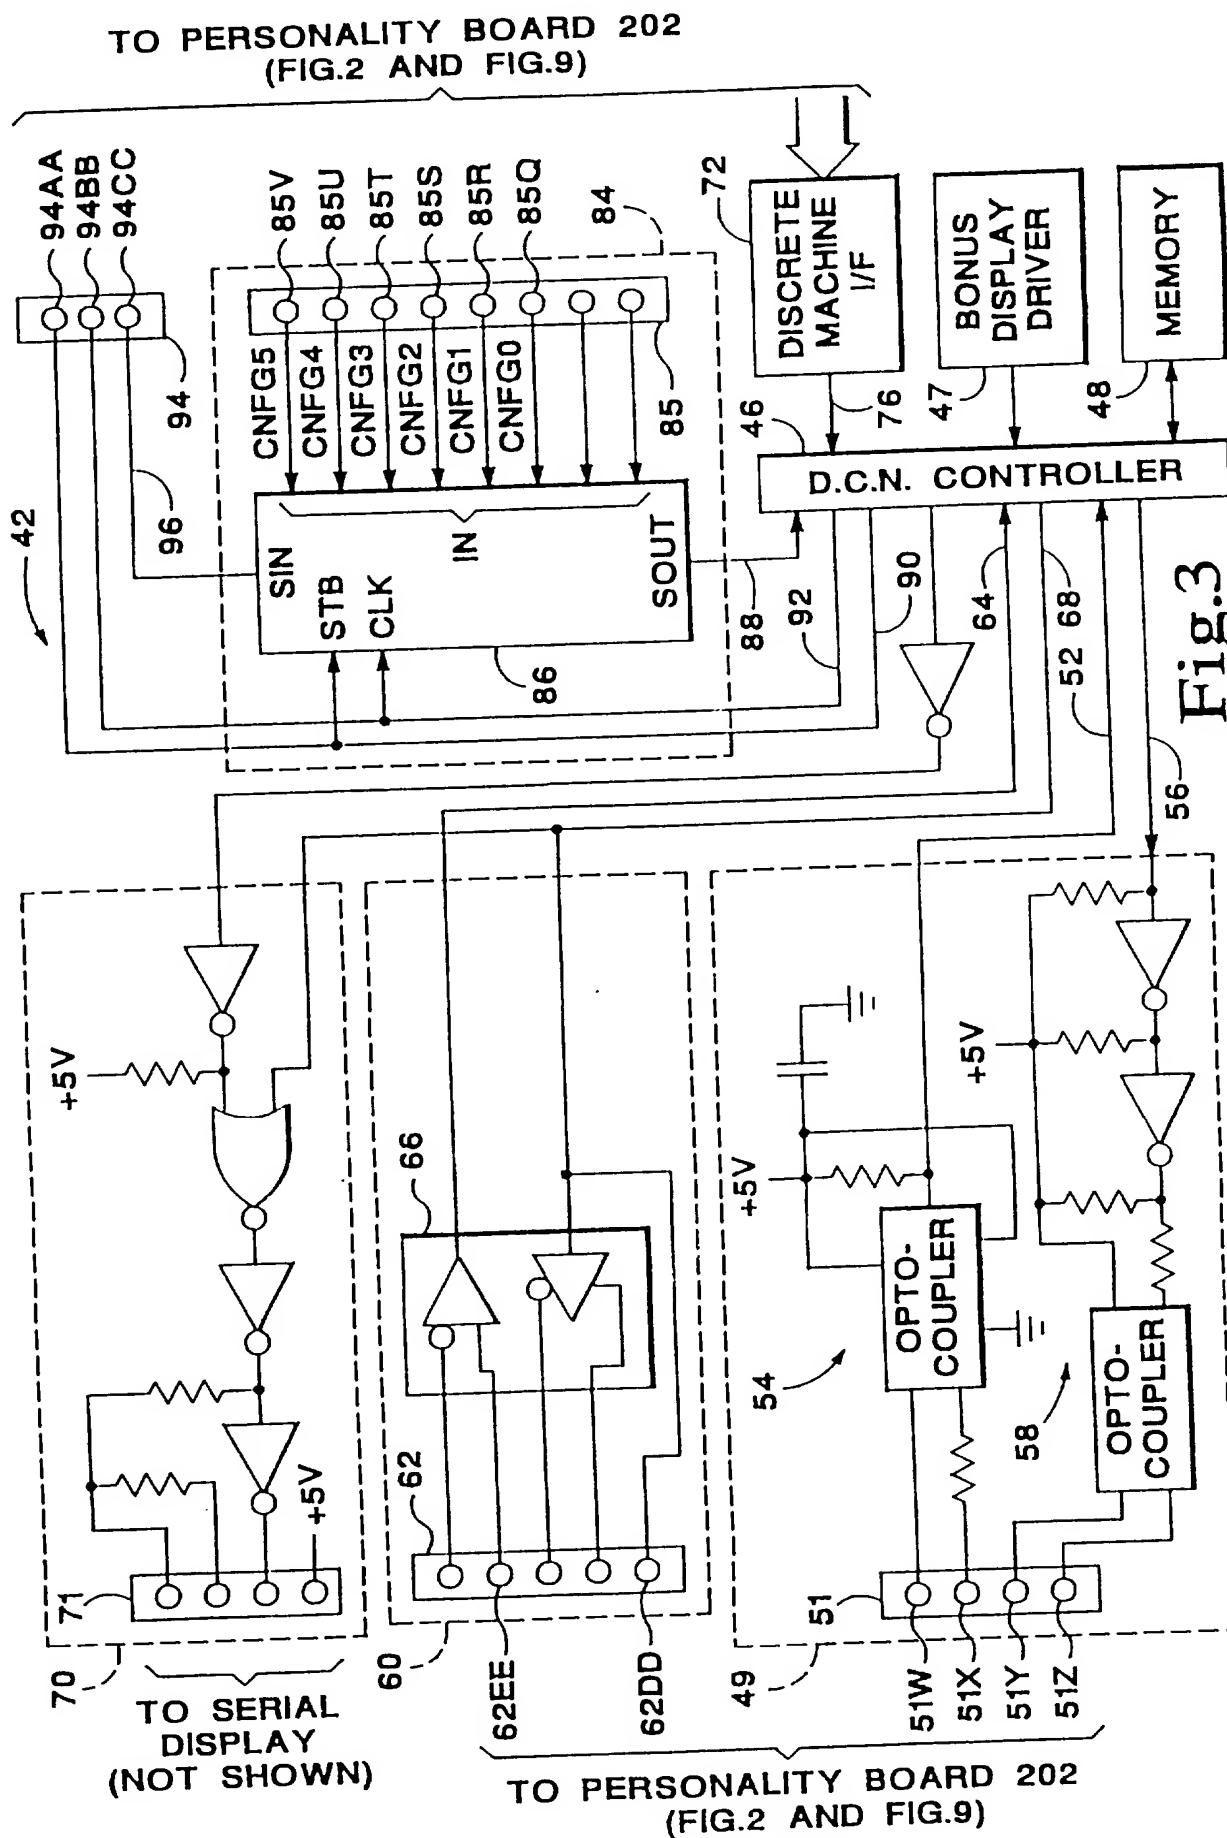 TO PERSONALITY BOARD 202
(FIG.2 AND FIG.9)
42
94AA
94BB
94CC
94
96
85V
85U
85T
85S
85R
85Q
84
CNFG5
CNFG4
CNFG3
CNFG2
CNFG1
CNFG0
85
SIN
STB
CLK
IN
SOUT
86
88
72
DISCRETE
MACHINE
I/F
76
46
BONUS
DISPLAY
DRIVER
47
MEMORY
48
D.C.N. CONTROLLER
92
90
64
68
52
56
Fig.3
+5V
71
+5V
70
TO SERIAL
DISPLAY
(NOT SHOWN)
66
62
60
62EE
62DD
+5V
OPTO-
COUPLER
54
+5V
OPTO-
COUPLER
58
51
49
51W
51X
51Y
51Z
TO PERSONALITY BOARD 202
(FIG.2 AND FIG.9)